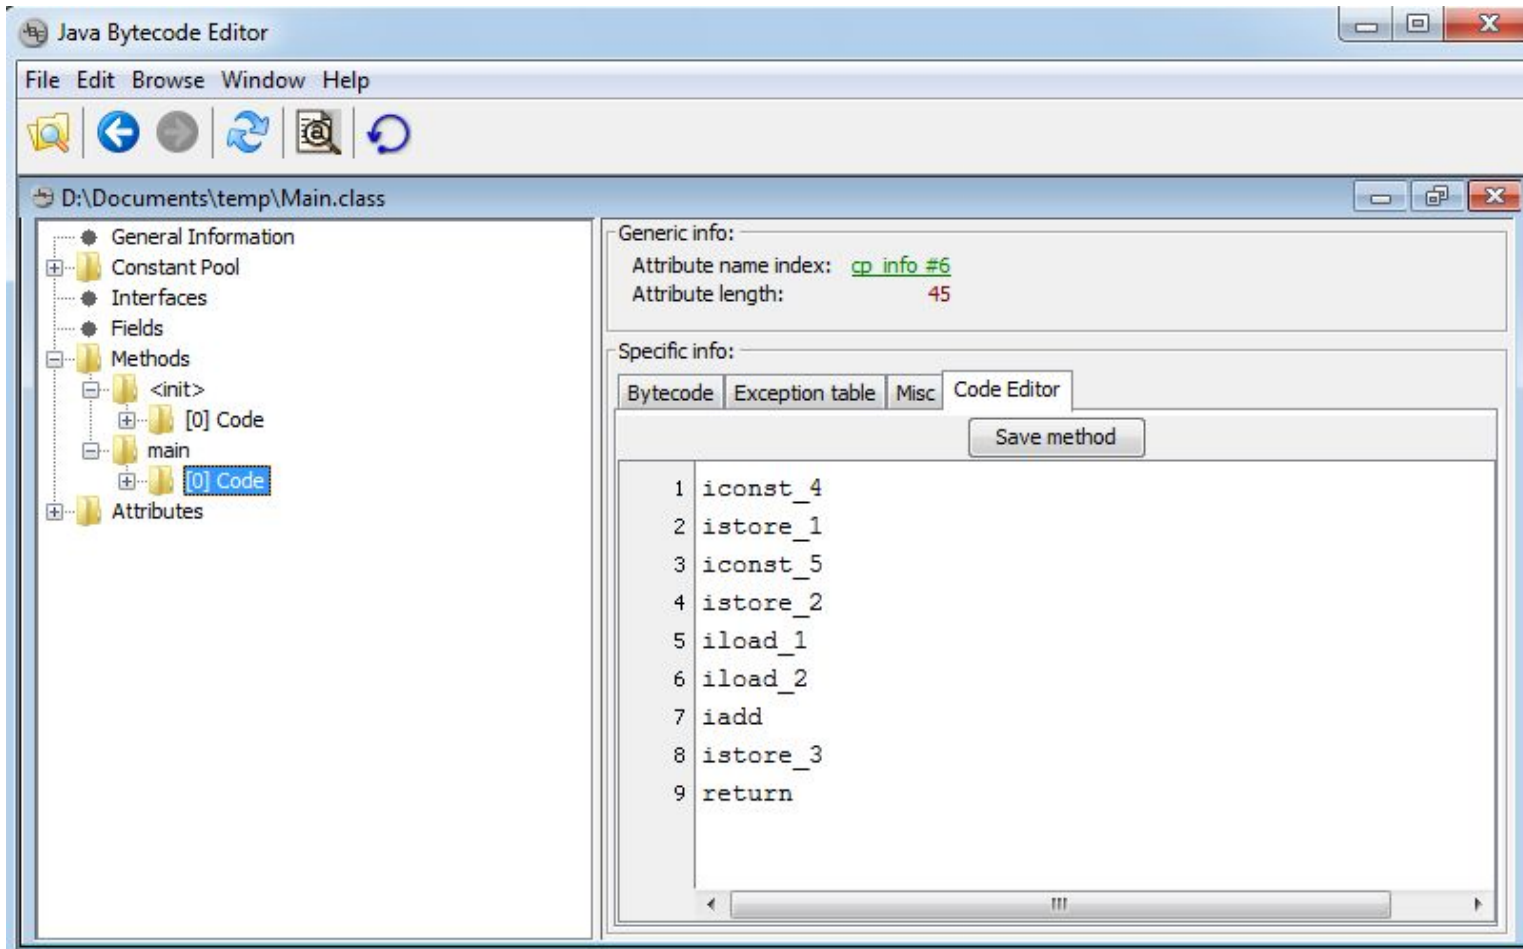 Java Bytecode Editor
File Edit Browse Window Help
D:\Documents\temp\Main.class
General Information
Constant Pool
Interfaces
Fields
Methods
<init>
[0] Code
main
[0] Code
Attributes
Generic info:
Attribute name index: cp_info #6
Attribute length: 45
Specific info:
Bytecode Exception table Misc Code Editor
Save method
1 iconst_4
2 istore_1
3 iconst_5
4 istore_2
5 iload_1
6 iload_2
7 iadd
8 istore_3
9 return